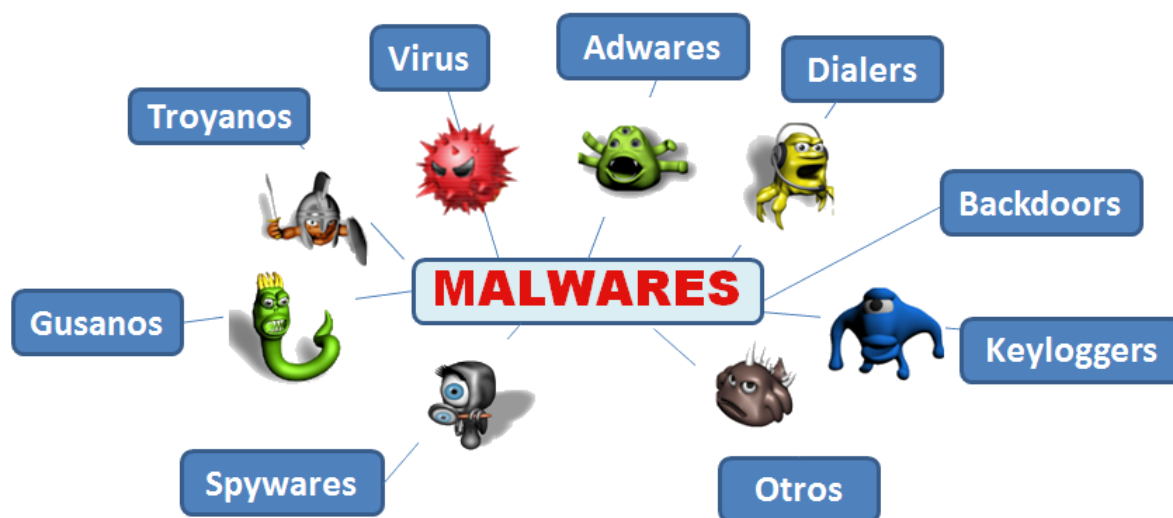 Adwares
Virus
Dialers
Troyanos
Backdoors
MALWARES
Gusanos
Keyloggers
Spywares
Otros